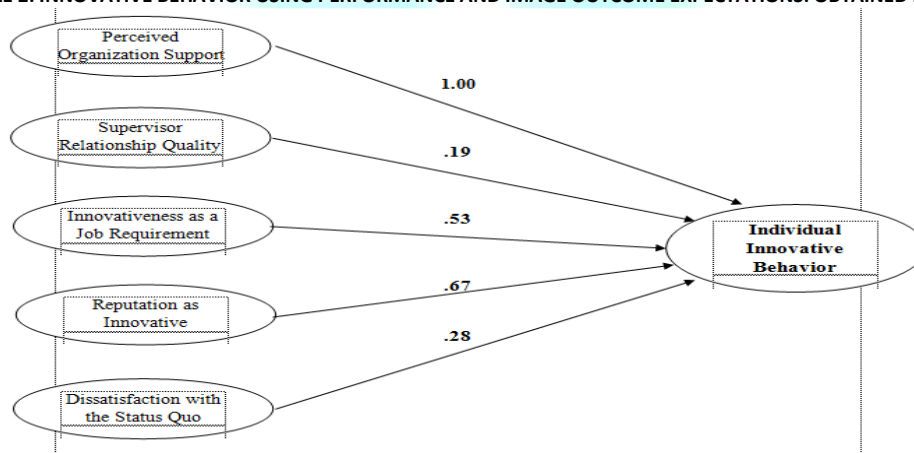 INNOVATIVE BEHAVIOR USING PERFORMANCE AND IMAGE OUTCOME EXPECTATIONS: OBTAINED
Perceived
Organization Support
1.00
Supervisor
Relationship Quality
.19
Innovativeness as a
Job Requirement
.53
Individual
Innovative
Behavior
Reputation as
Innovative
.67
.28
Dissatisfaction with
the Status Quo